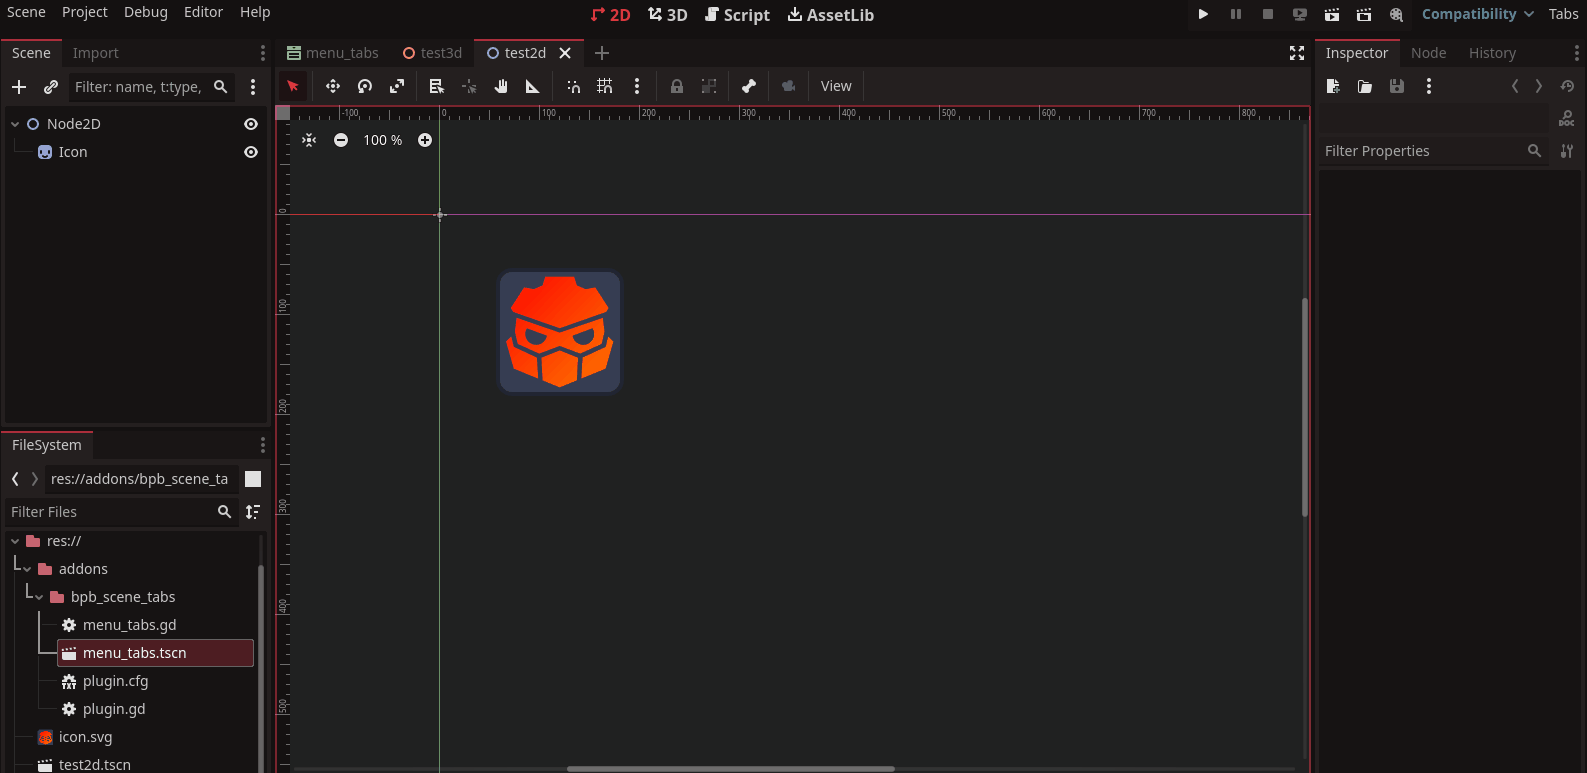 Scene Project Debug Editor Help
2D 3D Script AssetLib
Compatibility Tabs
Scene Import
menu_tabs test3d test2d
Inspector Node History
Filter: name, t:type,
View
-100 0 100 200 300 400 500 600 700 800
Node2D
Icon
100 %
Filter Properties
0
100
200
300
400
500
FileSystem
res://addons/bpb_scene_ta
Filter Files
res://
addons
bpb_scene_tabs
menu_tabs.gd
menu_tabs.tscn
plugin.cfg
plugin.gd
icon.svg
test2d.tscn